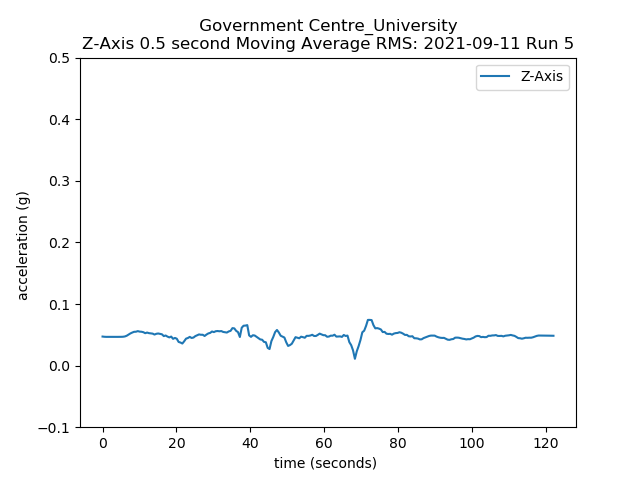 Government Centre_University
Z-Axis 0.5 second Moving Average RMS: 2021-09-11 Run 5
Z-Axis
0.5
0.4
0.3
0.2
0.1
0.0
−0.1
acceleration (g)
0 20 40 60 80 100 120
time (seconds)